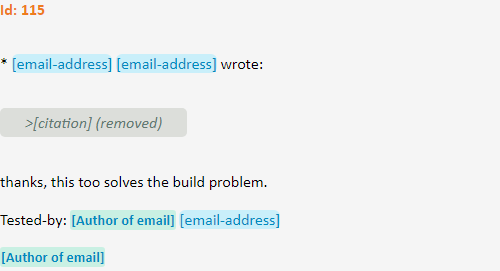 Id: 115
* [email-address] [email-address] wrote:
>[citation] (removed)
thanks, this too solves the build problem.
Tested-by: [Author of email] [email-address]
[Author of email]